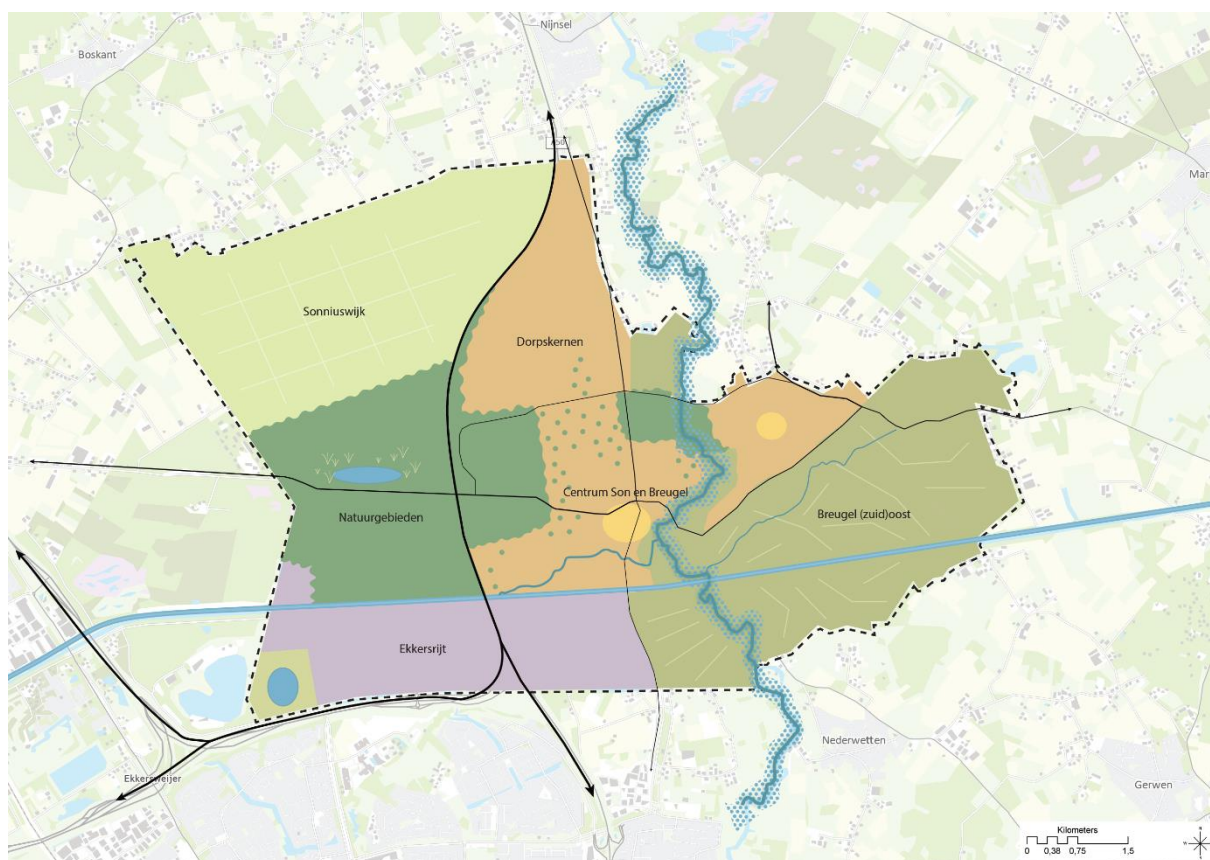 Nijnsel
Boskant
A50
Mar
Sonniuswijk
Dorpskernen
Centrum Son en Breugel
Natuurgebieden
Breugel (zuid)oost
Ekkersrijt
Nederwetten
Ekkersweijer
Gerwen
Kilometers
0 0,38 0,75 1,5